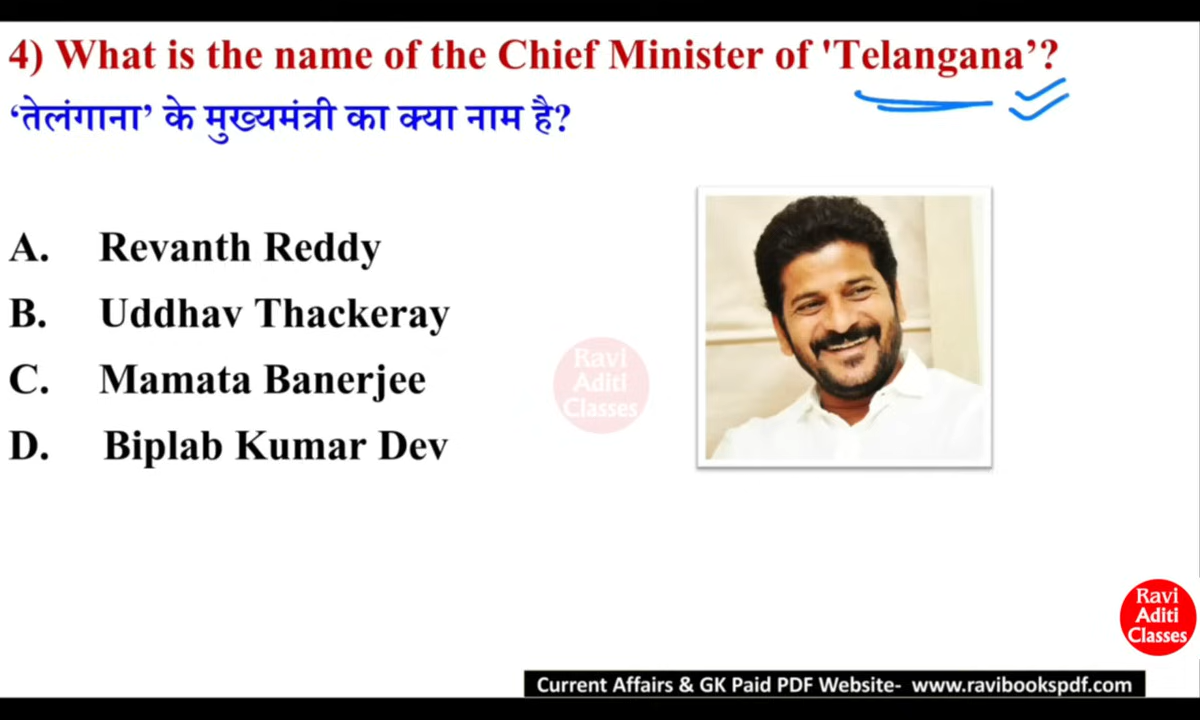 4) What is the name of the Chief Minister of 'Telangana’?
‘तेलंगाना’ के मुख्यमंत्री का क्या नाम है?
A. Revanth Reddy
B. Uddhav Thackeray
C. Mamata Banerjee
D. Biplab Kumar Dev
Ravi
Aditi
Classes
Ravi
Aditi
Classes
Current Affairs & GK Paid PDF Website- www.ravibookspdf.com